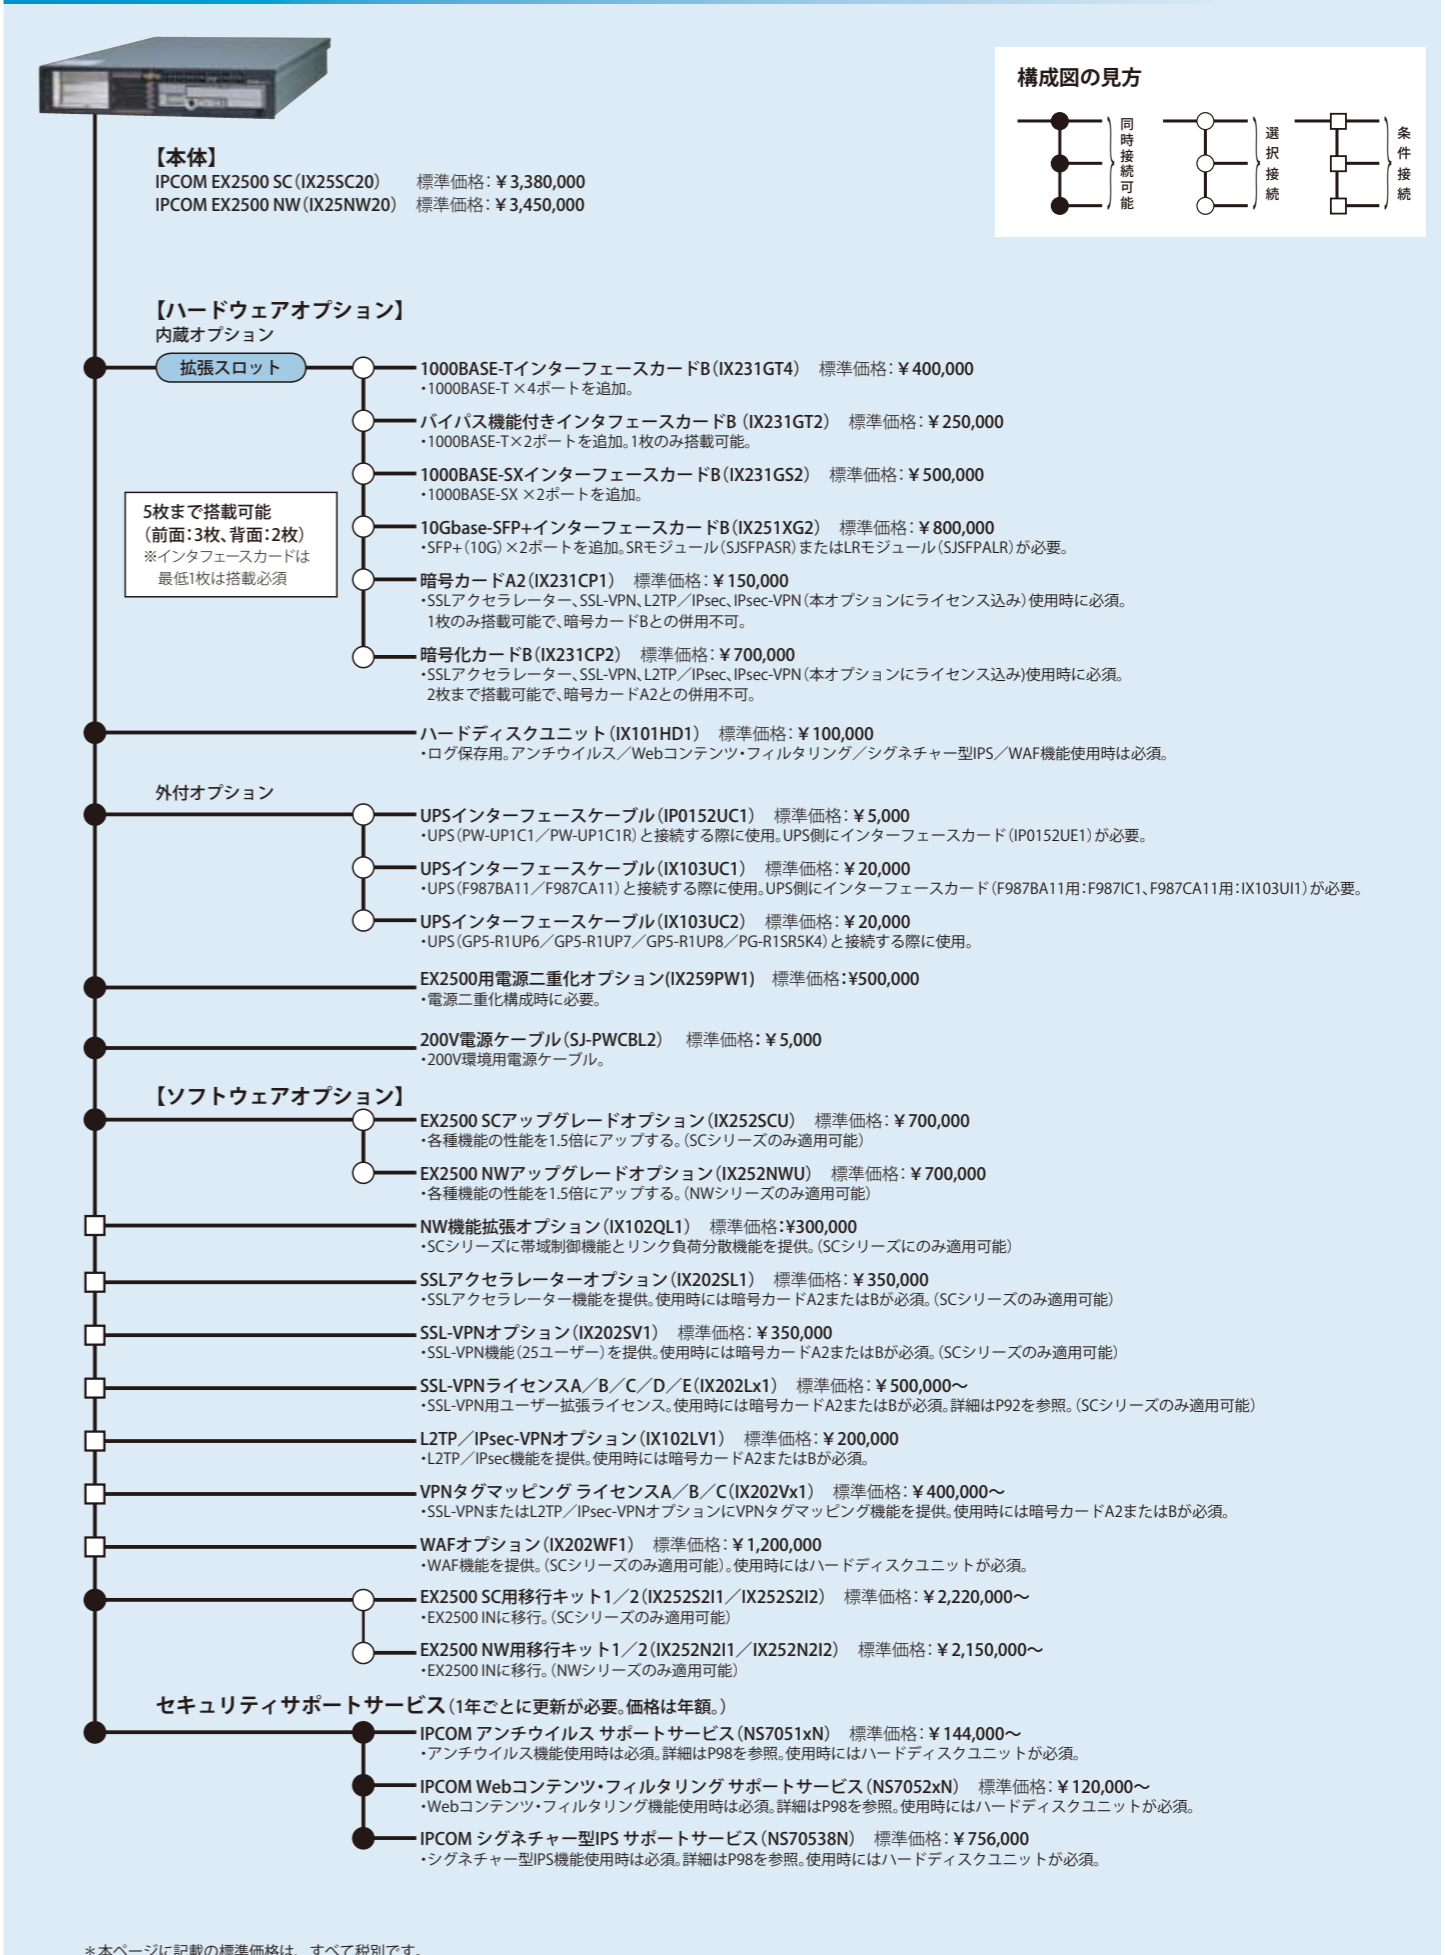 構成図の見方
同時接続可能
選択接続
条件接続
【本体】
IPCOM EX2500 SC(IX25SC20) 標準価格:¥3,380,000
IPCOM EX2500 NW(IX25NW20) 標準価格:¥3,450,000
【ハードウェアオプション】
内蔵オプション
拡張スロット
1000BASE-TインターフェースカードB(IX231GT4) 標準価格:¥400,000
・1000BASE-T ×4ポートを追加。
バイパス機能付きインタフェースカードB (IX231GT2) 標準価格:¥250,000
・1000BASE-T×2ポートを追加。1枚のみ搭載可能。
1000BASE-SXインターフェースカードB(IX231GS2) 標準価格:¥500,000
・1000BASE-SX ×2ポートを追加。
5枚まで搭載可能
(前面:3枚、背面:2枚)
※インタフェースカードは
最低1枚は搭載必須
10Gbase-SFP+インターフェースカードB(IX251XG2) 標準価格:¥800,000
・SFP+(10G)×2ポートを追加。SRモジュール(SJSFPASR)またはLRモジュール(SJSFPALR)が必要。
暗号カードA2(IX231CP1) 標準価格:¥150,000
・SSLアクセラレーター、SSL-VPN、L2TP／IPsec、IPsec-VPN(本オプションにライセンス込み)使用時に必須。
1枚のみ搭載可能で、暗号カードBとの併用不可。
暗号化カードB(IX231CP2) 標準価格:¥700,000
・SSLアクセラレーター、SSL-VPN、L2TP／IPsec、IPsec-VPN(本オプションにライセンス込み)使用時に必須。
2枚まで搭載可能で、暗号カードA2との併用不可。
ハードディスクユニット(IX101HD1) 標準価格:¥100,000
・ログ保存用。アンチウイルス／Webコンテンツ・フィルタリング／シグネチャー型IPS／WAF機能使用時は必須。
外付オプション
UPSインターフェースケーブル(IP0152UC1) 標準価格:¥5,000
・UPS(PW-UP1C1／PW-UP1C1R)と接続する際に使用。UPS側にインターフェースカード(IP0152UE1)が必要。
UPSインターフェースケーブル(IX103UC1) 標準価格:¥20,000
・UPS(F987BA11／F987CA11)と接続する際に使用。UPS側にインターフェースカード(F987BA11用:F987IC1、F987CA11用:IX103UI1)が必要。
UPSインターフェースケーブル(IX103UC2) 標準価格:¥20,000
・UPS(GP5-R1UP6／GP5-R1UP7／GP5-R1UP8／PG-R1SR5K4)と接続する際に使用。
EX2500用電源二重化オプション(IX259PW1) 標準価格:¥500,000
・電源二重化構成時に必要。
200V電源ケーブル(SJ-PWCBL2) 標準価格:¥5,000
・200V環境用電源ケーブル。
【ソフトウェアオプション】
EX2500 SCアップグレードオプション(IX252SCU) 標準価格:¥700,000
・各種機能の性能を1.5倍にアップする。(SCシリーズのみ適用可能)
EX2500 NWアップグレードオプション(IX252NWU) 標準価格:¥700,000
・各種機能の性能を1.5倍にアップする。(NWシリーズのみ適用可能)
NW機能拡張オプション(IX102QL1) 標準価格:¥300,000
・SCシリーズに帯域制御機能とリンク負荷分散機能を提供。(SCシリーズにのみ適用可能)
SSLアクセラレーターオプション(IX202SL1) 標準価格:¥350,000
・SSLアクセラレーター機能を提供。使用時には暗号カードA2またはBが必須。(SCシリーズのみ適用可能)
SSL-VPNオプション(IX202SV1) 標準価格:¥350,000
・SSL-VPN機能(25ユーザー)を提供。使用時には暗号カードA2またはBが必須。(SCシリーズのみ適用可能)
SSL-VPNライセンスA／B／C／D／E(IX202Lx1) 標準価格:¥500,000～
・SSL-VPN用ユーザー拡張ライセンス。使用時には暗号カードA2またはBが必須。詳細はP92を参照。(SCシリーズのみ適用可能)
L2TP／IPsec-VPNオプション(IX102LV1) 標準価格:¥200,000
・L2TP／IPsec機能を提供。使用時には暗号カードA2またはBが必須。
VPNタグマッピング ライセンスA／B／C(IX202Vx1) 標準価格:¥400,000～
・SSL-VPNまたはL2TP／IPsec-VPNオプションにVPNタグマッピング機能を提供。使用時には暗号カードA2またはBが必須。
WAFオプション(IX202WF1) 標準価格:¥1,200,000
・WAF機能を提供。(SCシリーズのみ適用可能)。使用時にはハードディスクユニットが必須。
EX2500 SC用移行キット1／2(IX252S2I1／IX252S2I2) 標準価格:¥2,220,000～
・EX2500 INに移行。(SCシリーズのみ適用可能)
EX2500 NW用移行キット1／2(IX252N2I1／IX252N2I2) 標準価格:¥2,150,000～
・EX2500 INに移行。(NWシリーズのみ適用可能)
セキュリティサポートサービス(1年ごとに更新が必要。価格は年額。)
IPCOM アンチウイルス サポートサービス(NS7051xN) 標準価格:¥144,000～
・アンチウイルス機能使用時は必須。詳細はP98を参照。使用時にはハードディスクユニットが必須。
IPCOM Webコンテンツ・フィルタリング サポートサービス(NS7052xN) 標準価格:¥120,000～
・Webコンテンツ・フィルタリング機能使用時は必須。詳細はP98を参照。使用時にはハードディスクユニットが必須。
IPCOM シグネチャー型IPS サポートサービス(NS70538N) 標準価格:¥756,000
・シグネチャー型IPS機能使用時は必須。詳細はP98を参照。使用時にはハードディスクユニットが必須。
＊本ページに記載の標準価格は、すべて税別です。